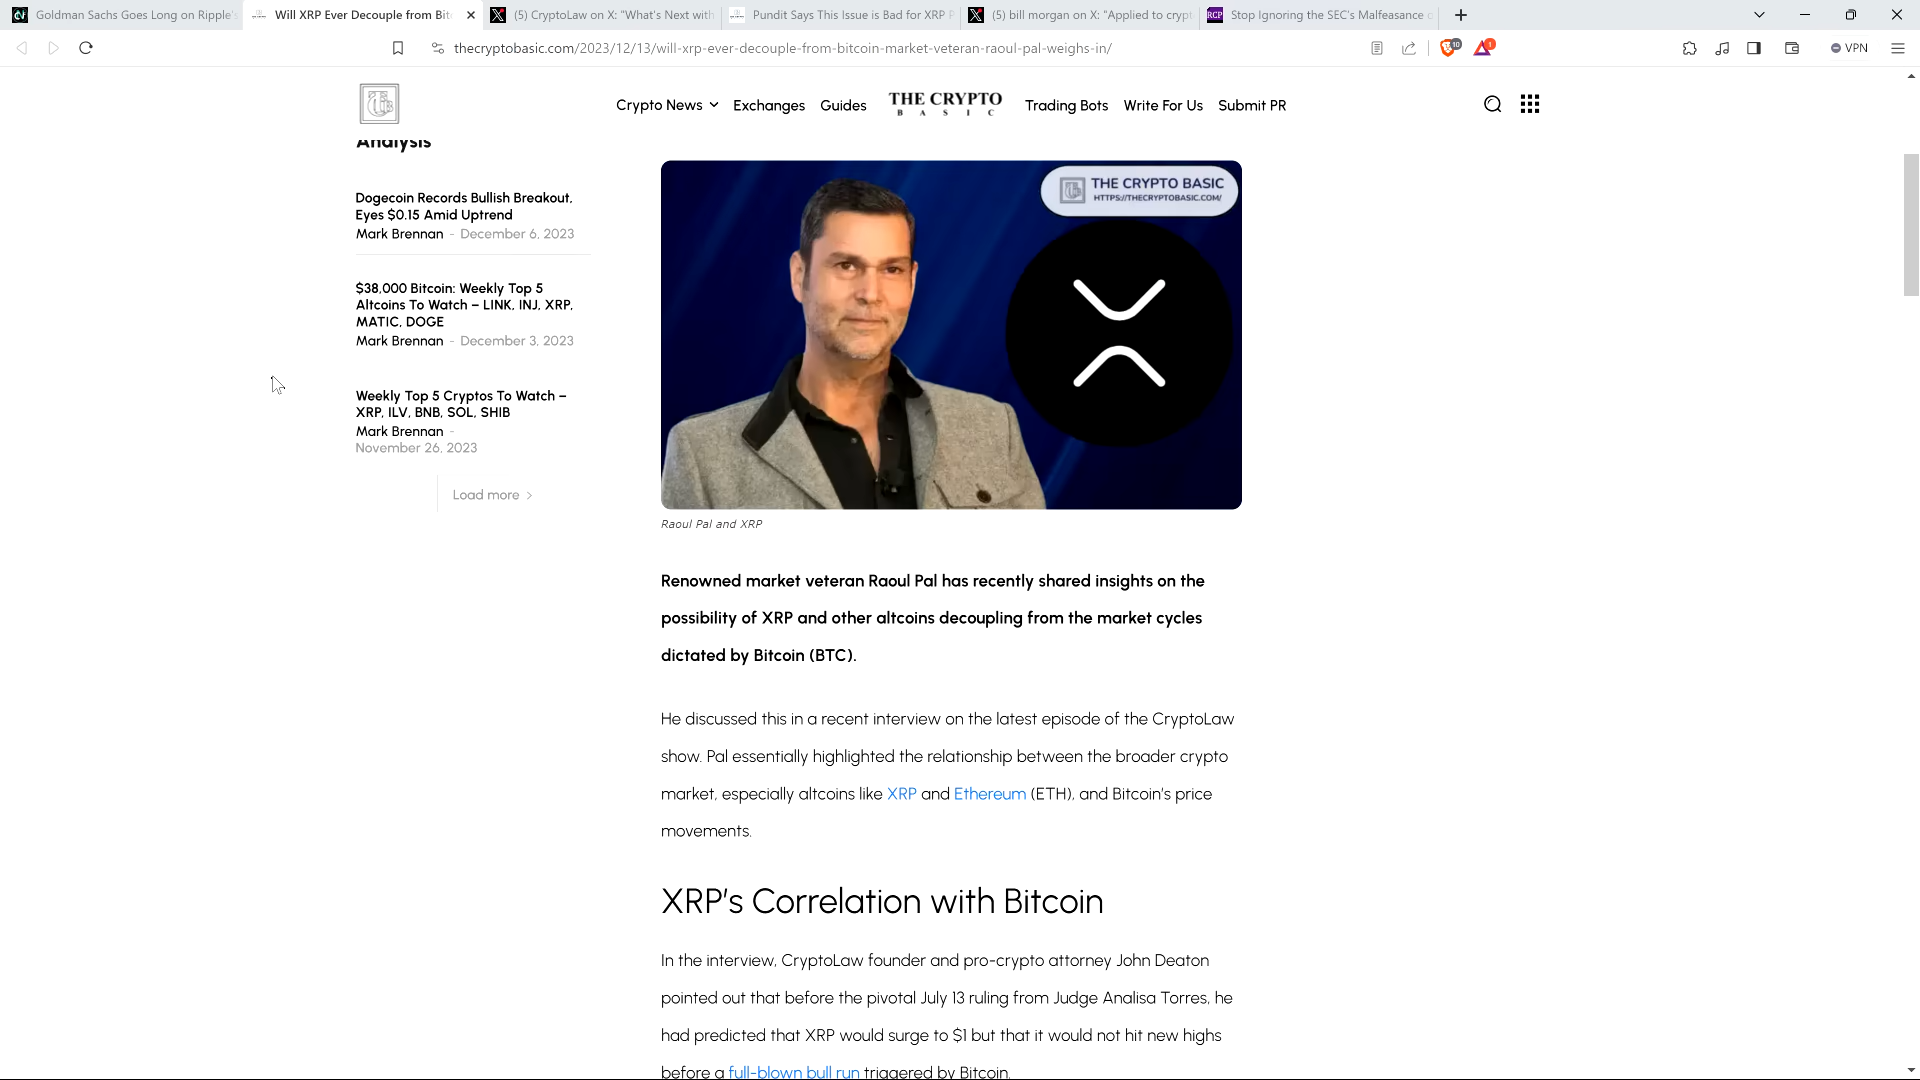 Goldman Sachs Goes Long on Ripple's
Will XRP Ever Decouple from Bit
(5) CryptoLaw on X: "What's Next with
Pundit Says This Issue is Bad for XRP P
(5) bill morgan on X: "Applied to crypt
RCP
Stop Ignoring the SEC's Malfeasance o
thecryptobasic.com/2023/12/13/will-xrp-ever-decouple-from-bitcoin-market-veteran-raoul-pal-weighs-in/
10
1
VPN
Crypto News
Exchanges
Guides
THE CRYPTO
BASIC
Trading Bots
Write For Us
Submit PR
Analysis
Dogecoin Records Bullish Breakout,
Eyes $0.15 Amid Uptrend
Mark Brennan - December 6, 2023
$38,000 Bitcoin: Weekly Top 5
Altcoins To Watch – LINK, INJ, XRP,
MATIC, DOGE
Mark Brennan - December 3, 2023
Weekly Top 5 Cryptos To Watch –
XRP, ILV, BNB, SOL, SHIB
Mark Brennan -
November 26, 2023
Load more
THE CRYPTO BASIC
HTTPS://THECRYPTOBASIC.COM/
Raoul Pal and XRP
Renowned market veteran Raoul Pal has recently shared insights on the
possibility of XRP and other altcoins decoupling from the market cycles
dictated by Bitcoin (BTC).
He discussed this in a recent interview on the latest episode of the CryptoLaw
show. Pal essentially highlighted the relationship between the broader crypto
market, especially altcoins like XRP and Ethereum (ETH), and Bitcoin's price
movements.
XRP's Correlation with Bitcoin
In the interview, CryptoLaw founder and pro-crypto attorney John Deaton
pointed out that before the pivotal July 13 ruling from Judge Analisa Torres, he
had predicted that XRP would surge to $1 but that it would not hit new highs
before a full-blown bull run triggered by Bitcoin.